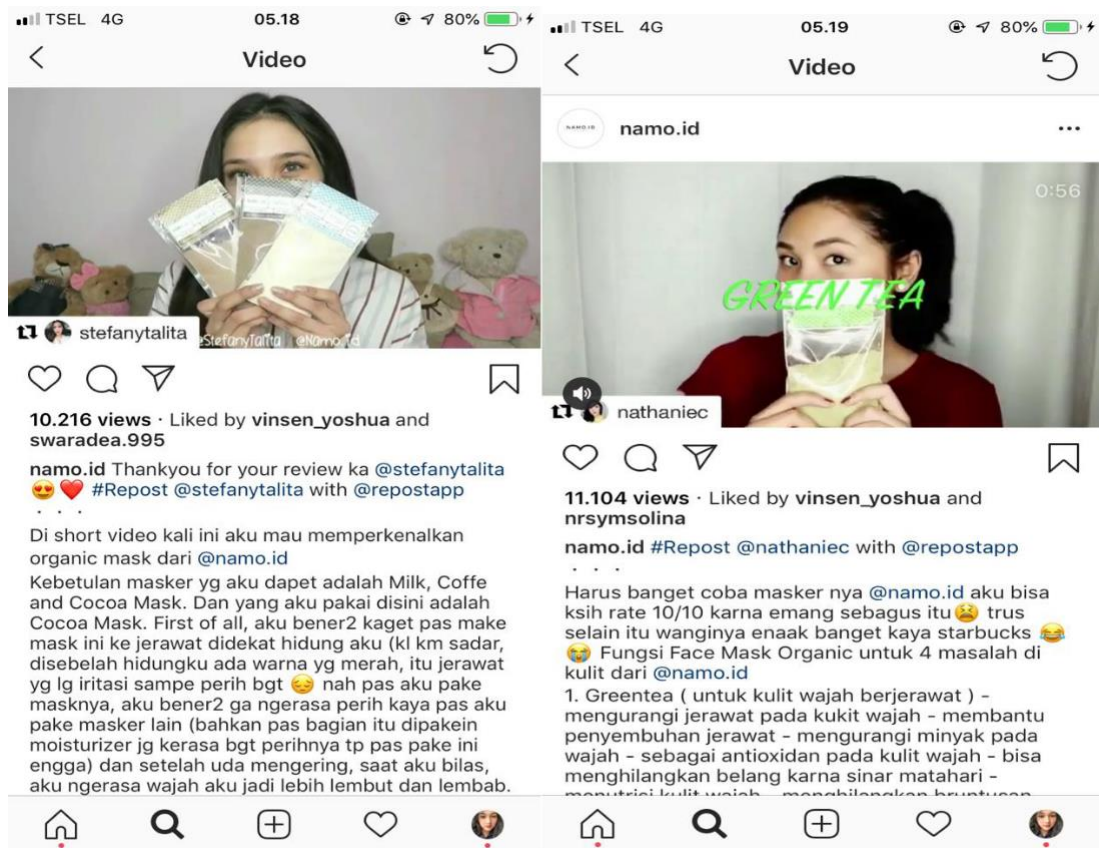 TSEL 4G 05.18 80%
Video
stefanytalita
@StefanyTalita @Namo_Id
10.216 views · Liked by vinsen_yoshua and
swaradea.995
namo.id Thankyou for your review ka @stefanytalita
😍 ❤️ #Repost @stefanytalita with @repostapp
· · ·
Di short video kali ini aku mau memperkenalkan
organic mask dari @namo.id
Kebetulan masker yg aku dapet adalah Milk, Coffe
and Cocoa Mask. Dan yang aku pakai disini adalah
Cocoa Mask. First of all, aku bener2 kaget pas make
mask ini ke jerawat didekat hidung aku (kl km sadar,
disebelah hidungku ada warna yg merah, itu jerawat
yg lg iritasi sampe perih bgt 😔 nah pas aku pake
masknya, aku bener2 ga ngerasa perih kaya pas aku
pake masker lain (bahkan pas bagian itu dipakein
moisturizer jg kerasa bgt perihnya tp pas pake ini
engga) dan setelah uda mengering, saat aku bilas,
aku ngerasa wajah aku jadi lebih lembut dan lembab.
TSEL 4G 05.19 80%
Video
NAMO.ID
namo.id
0:56
GREEN TEA
nathaniec
11.104 views · Liked by vinsen_yoshua and
nrsymsolina
namo.id #Repost @nathaniec with @repostapp
· · ·
Harus banget coba masker nya @namo.id aku bisa
ksih rate 10/10 karna emang sebagus itu😫 trus
selain itu wanginya enaak banget kaya starbucks 😂
😭 Fungsi Face Mask Organic untuk 4 masalah di
kulit dari @namo.id
1. Greentea ( untuk kulit wajah berjerawat ) -
mengurangi jerawat pada kukit wajah - membantu
penyembuhan jerawat - mengurangi minyak pada
wajah - sebagai antioxidan pada kulit wajah - bisa
menghilangkan belang karna sinar matahari -
menutrisi kulit wajah - menghilangkan bruntusan